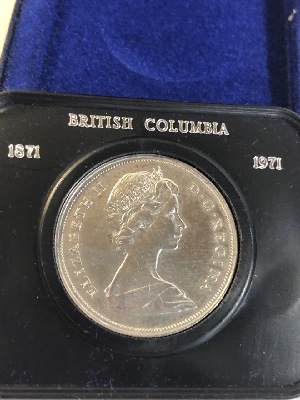 BRITISH COLUMBIA
1871 1971
ELIZABETH II D·G·REGINA